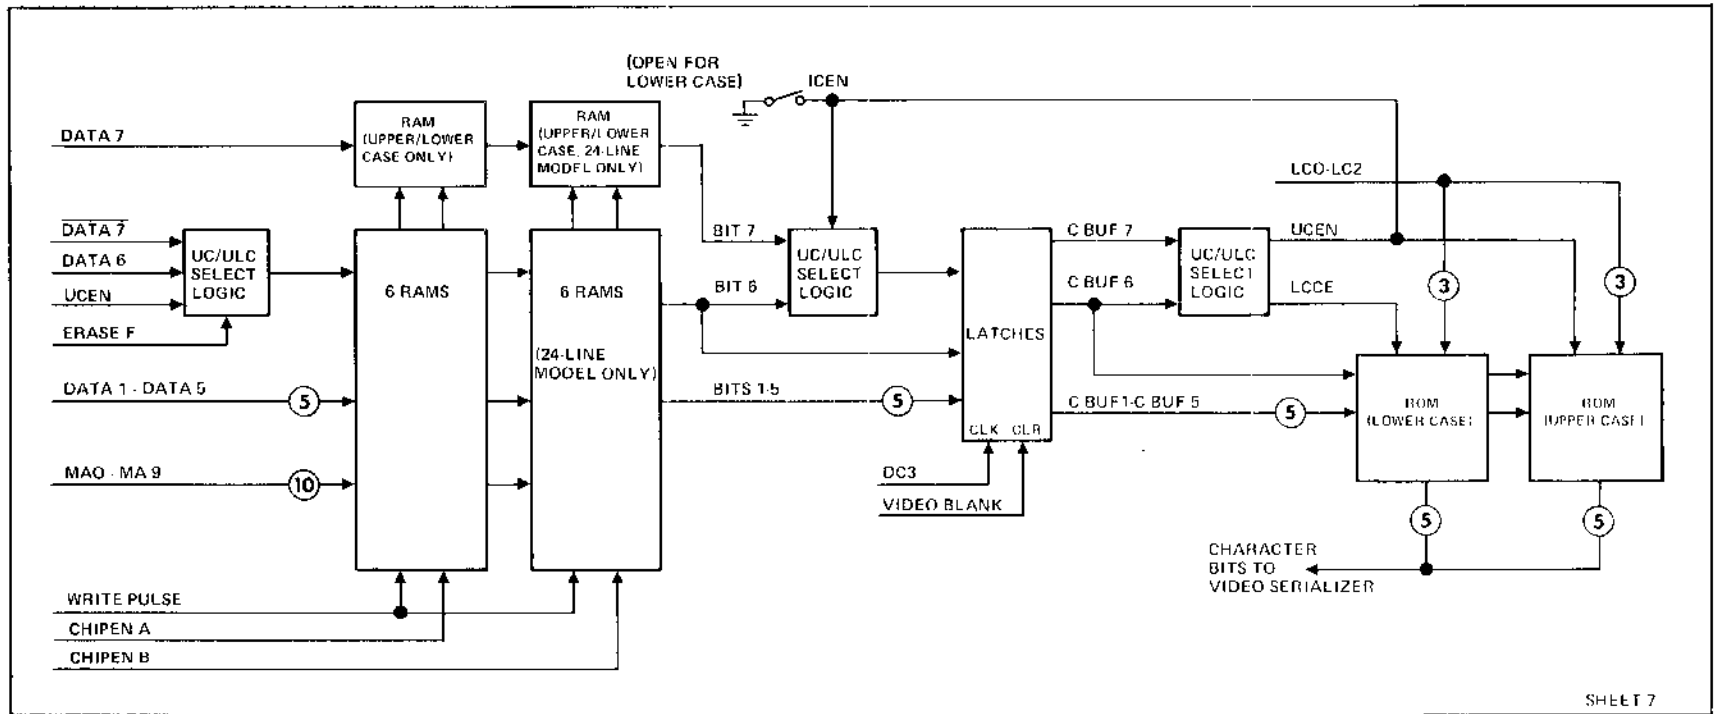 (OPEN FOR
LOWER CASE)
ICEN
DATA 7
RAM
(UPPER/LOWER
CASE ONLY)
RAM
(UPPER/LOWER
CASE, 24-LINE
MODEL ONLY)
LCO-LC2
DATA 7
DATA 6
UCEN
ERASE F
UC/ULC
SELECT
LOGIC
6 RAMS
6 RAMS
(24-LINE
MODEL ONLY)
BIT 7
BIT 6
UC/ULC
SELECT
LOGIC
LATCHES
CLK CLR
C BUF 7
C BUF 6
UC/ULC
SELECT
LOGIC
UCEN
LCCE
3
3
DATA 1 - DATA 5
5
BITS 1-5
5
C BUF1-C BUF 5
5
ROM
(LOWER CASE)
ROM
(UPPER CASE)
MAO - MA 9
10
DC3
VIDEO BLANK
5
5
CHARACTER
BITS TO
VIDEO SERIALIZER
WRITE PULSE
CHIPEN A
CHIPEN B
SHEET 7